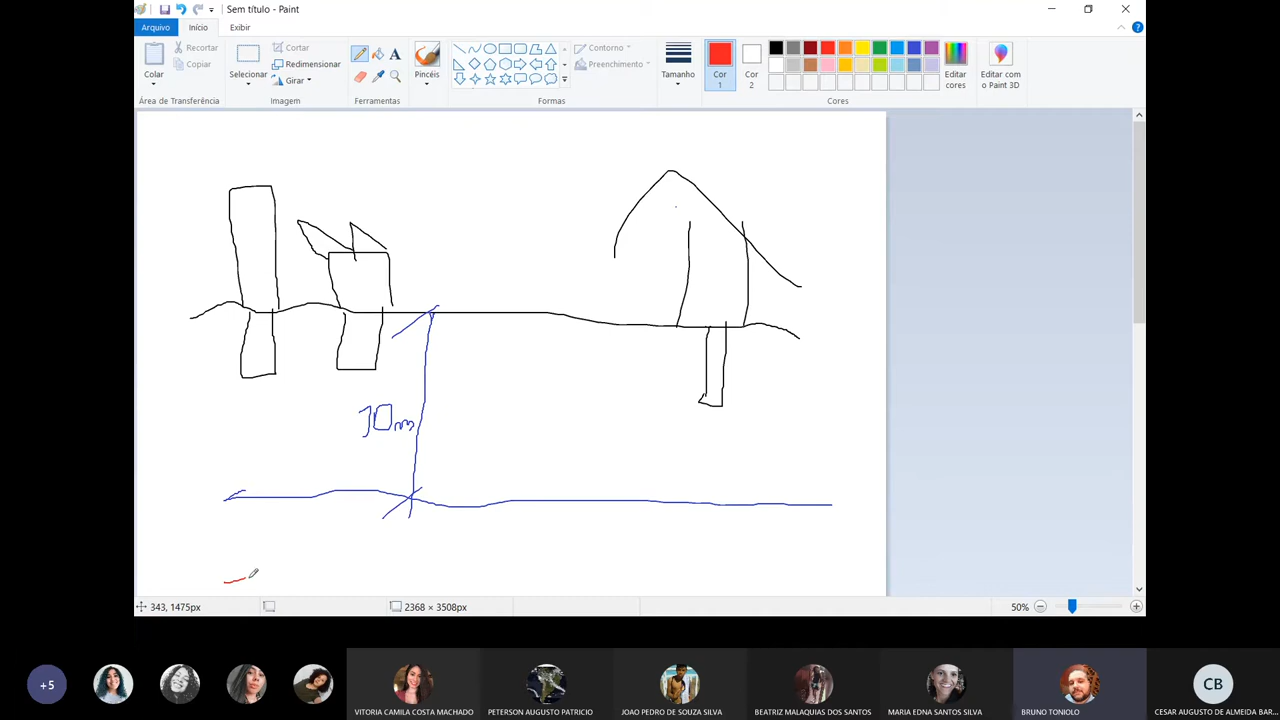 Sem título - Paint
Arquivo Início Exibir
Colar
Recortar
Copiar
Área de Transferência
Selecionar
Cortar
Redimensionar
Girar
Imagem
Ferramentas
Pincéis
Contorno
Preenchimento
Formas
Tamanho
Cor
1
Cor
2
Editar
cores
Cores
Editar com
o Paint 3D
10m
343, 1475px
2368 × 3508px
50%
+5
VITORIA CAMILA COSTA MACHADO
PETERSON AUGUSTO PATRICIO
JOAO PEDRO DE SOUZA SILVA
BEATRIZ MALAQUIAS DOS SANTOS
MARIA EDNA SANTOS SILVA
BRUNO TONIOLO
CB
CESAR AUGUSTO DE ALMEIDA BAR...